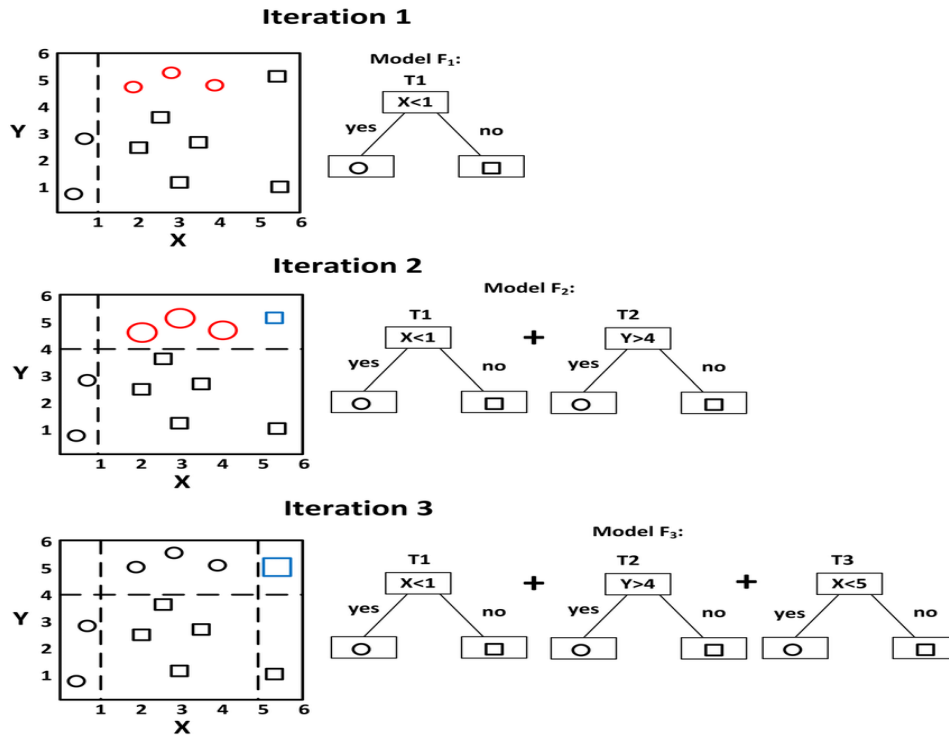 Iteration 1
Model F₁:
T1
X<1
yes no
6
5
4
3
2
1
Y
1 2 3 4 5 6
X
Iteration 2
Model F₂:
T1 + T2
X<1 Y>4
yes no yes no
6
5
4
3
2
1
Y
1 2 3 4 5 6
X
Iteration 3
Model F₃:
T1 + T2 + T3
X<1 Y>4 X<5
yes no yes no yes no
6
5
4
3
2
1
Y
1 2 3 4 5 6
X